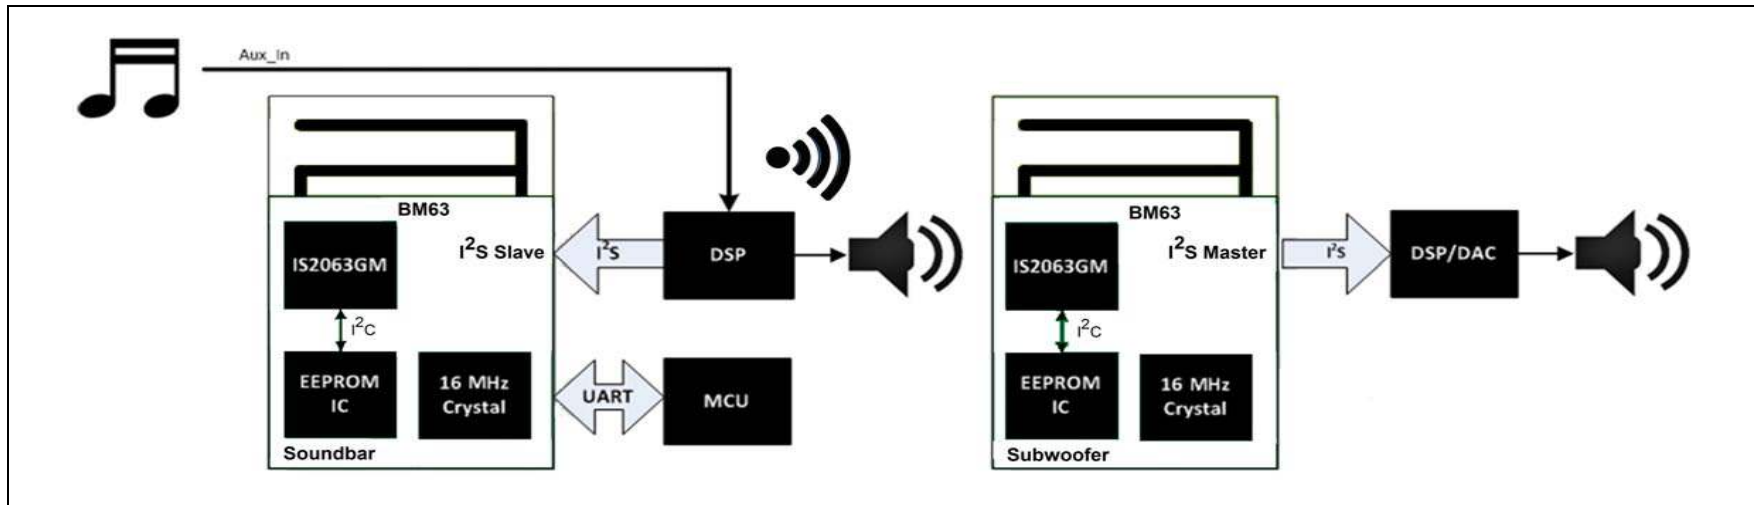 Aux_In
BM63
IS2063GM
I²S Slave
I²S
DSP
I²C
EEPROM
IC
16 MHz
Crystal
UART
MCU
Soundbar
BM63
IS2063GM
I²S Master
I²S
DSP/DAC
I²C
EEPROM
IC
16 MHz
Crystal
Subwoofer